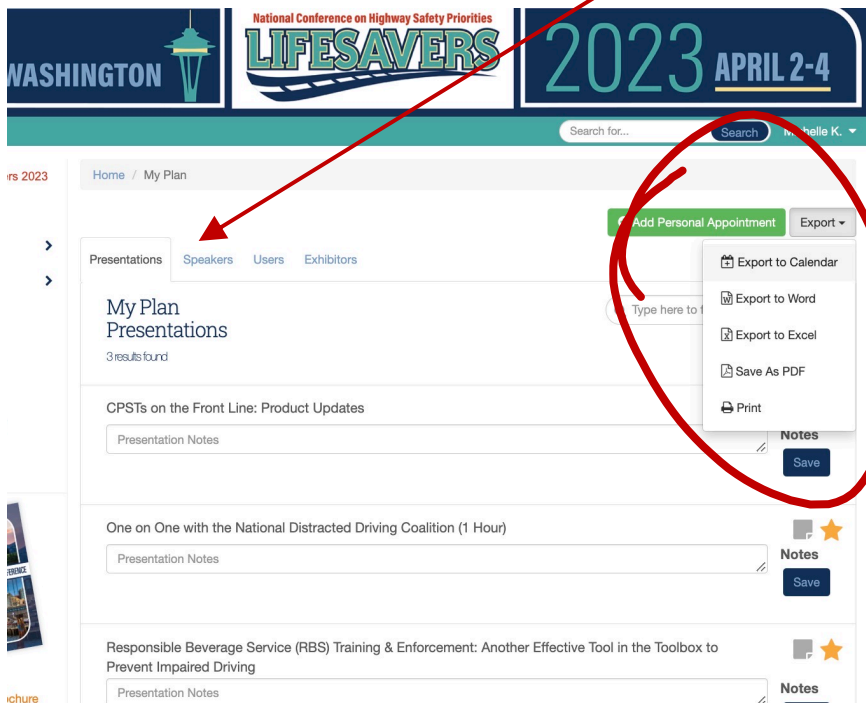 WASHINGTON
National Conference on Highway Safety Priorities
LIFESAVERS
2023 APRIL 2-4
Search for...
Search
Michelle K.
rs 2023
Home / My Plan
Add Personal Appointment
Export
Presentations
Speakers
Users
Exhibitors
Export to Calendar
Export to Word
Export to Excel
Save As PDF
Print
My Plan
Presentations
3 results found
Type here to
CPSTs on the Front Line: Product Updates
Presentation Notes
Notes
Save
One on One with the National Distracted Driving Coalition (1 Hour)
Presentation Notes
Notes
Save
Responsible Beverage Service (RBS) Training & Enforcement: Another Effective Tool in the Toolbox to
Prevent Impaired Driving
Presentation Notes
Notes
ochure